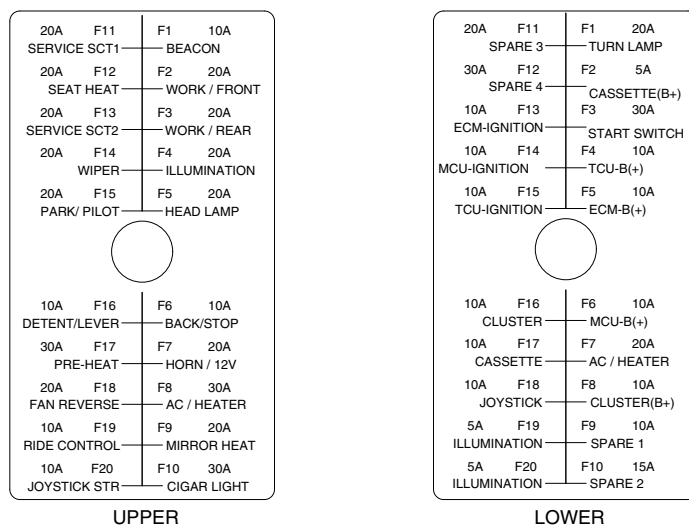 20A F11 F1 10A
SERVICE SCT1 BEACON
20A F12 F2 20A
SEAT HEAT WORK / FRONT
20A F13 F3 20A
SERVICE SCT2 WORK / REAR
20A F14 F4 20A
WIPER ILLUMINATION
20A F15 F5 20A
PARK/ PILOT HEAD LAMP
10A F16 F6 10A
DETENT/LEVER BACK/STOP
30A F17 F7 20A
PRE-HEAT HORN / 12V
20A F18 F8 30A
FAN REVERSE AC / HEATER
10A F19 F9 20A
RIDE CONTROL MIRROR HEAT
10A F20 F10 30A
JOYSTICK STR CIGAR LIGHT
UPPER
20A F11 F1 20A
SPARE 3 TURN LAMP
30A F12 F2 5A
SPARE 4 CASSETTE(B+)
10A F13 F3 30A
ECM-IGNITION START SWITCH
10A F14 F4 10A
MCU-IGNITION TCU-B(+)
10A F15 F5 10A
TCU-IGNITION ECM-B(+)
10A F16 F6 10A
CLUSTER MCU-B(+)
10A F17 F7 20A
CASSETTE AC / HEATER
10A F18 F8 10A
JOYSTICK CLUSTER(B+)
5A F19 F9 10A
ILLUMINATION SPARE 1
5A F20 F10 15A
ILLUMINATION SPARE 2
LOWER